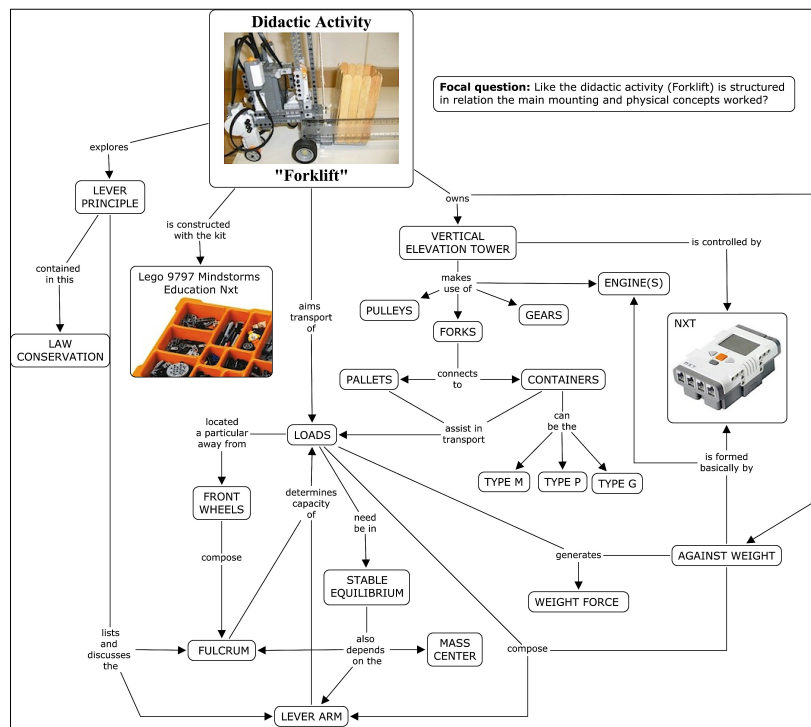 Didactic Activity
"Forklift"
Focal question: Like the didactic activity (Forklift) is structured
in relation the main mounting and physical concepts worked?
explores
LEVER
PRINCIPLE
is constructed
with the kit
owns
VERTICAL
ELEVATION TOWER
is controlled by
contained
in this
Lego 9797 Mindstorms
Education Nxt
aims
transport
of
makes
use of
ENGINE(S)
PULLEYS
GEARS
FORKS
NXT
LAW
CONSERVATION
PALLETS
connects
to
CONTAINERS
located
a particular
away from
LOADS
assist in
transport
can
be the
TYPE M
TYPE P
TYPE G
is formed
basically by
FRONT
WHEELS
determines
capacity
of
need
be in
compose
generates
AGAINST WEIGHT
STABLE
EQUILIBRIUM
WEIGHT FORCE
lists
and
discusses
the
FULCRUM
also
depends
on the
MASS
CENTER
compose
LEVER ARM